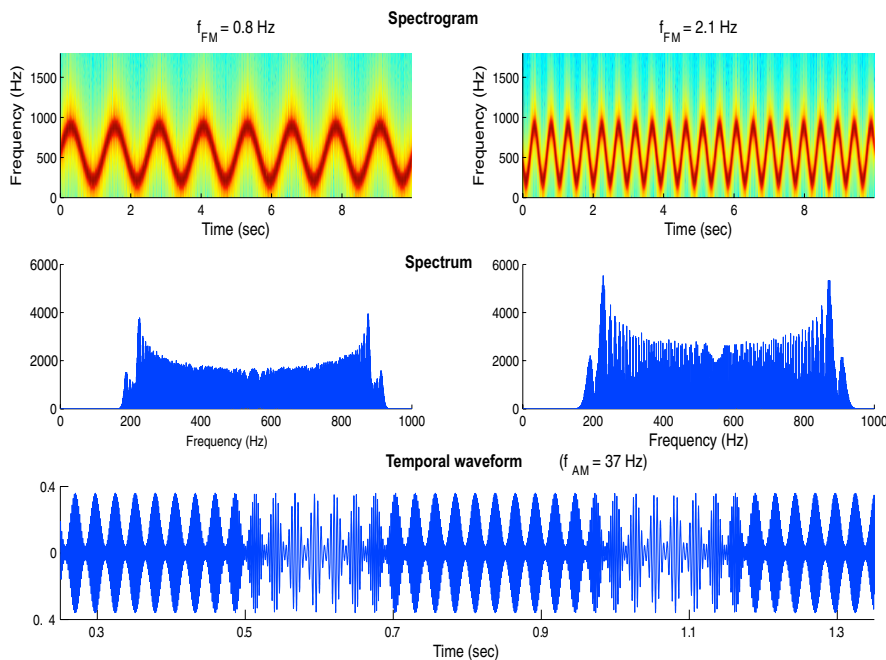 Spectrogram
f_FM = 0.8 Hz
f_FM = 2.1 Hz
Frequency (Hz)
1500
1000
500
0
0 2 4 6 8
Time (sec)
Frequency (Hz)
1500
1000
500
0
0 2 4 6 8
Time (sec)
Spectrum
6000
4000
2000
0
0 200 400 600 800 1000
Frequency (Hz)
6000
4000
2000
0
0 200 400 600 800 1000
Frequency (Hz)
Temporal waveform (f_AM = 37 Hz)
0.4
0
0. 4
0.3 0.5 0.7 0.9 1.1 1.3
Time (sec)